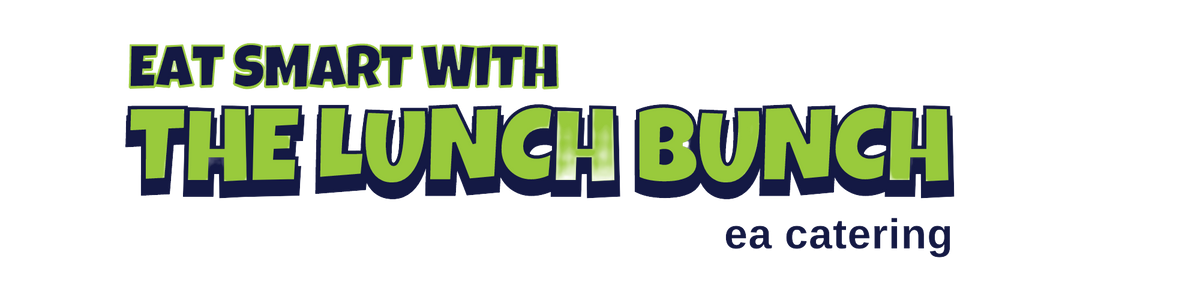 EAT SMART WITH
THE LUNCH BUNCH
ea catering